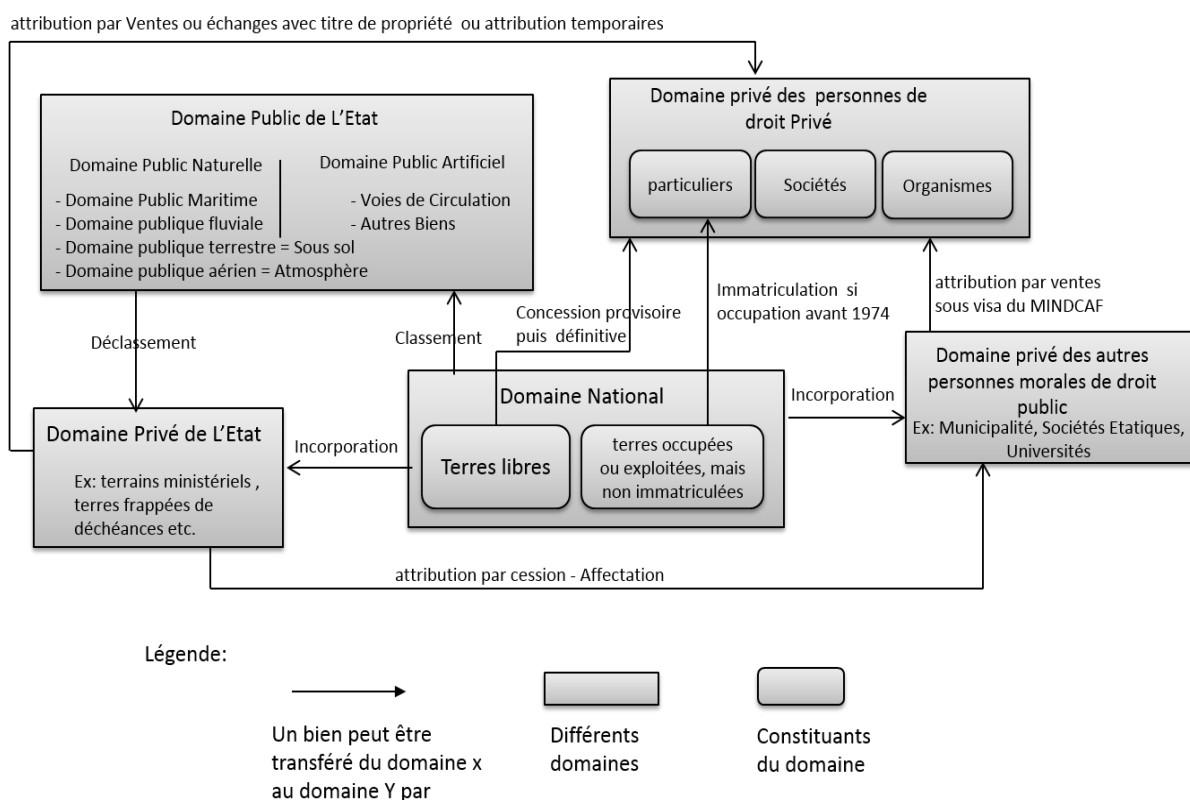 attribution par Ventes ou échanges avec titre de propriété ou attribution temporaires
Domaine Public de L'Etat
Domaine Public Naturelle
- Domaine Public Maritime
- Domaine publique fluviale
- Domaine publique terrestre = Sous sol
- Domaine publique aérien = Atmosphère
Domaine Public Artificiel
- Voies de Circulation
- Autres Biens
Domaine privé des personnes de
droit Privé
particuliers
Sociétés
Organismes
Déclassement
Classement
Concession provisoire
puis définitive
Immatriculation si
occupation avant 1974
attribution par ventes
sous visa du MINDCAF
Domaine Privé de L'Etat
Ex: terrains ministériels ,
terres frappées de
déchéances etc.
Incorporation
Domaine National
Terres libres
terres occupées
ou exploitées, mais
non immatriculées
Incorporation
Domaine privé des autres
personnes morales de droit
public
Ex: Municipalité, Sociétés Etatiques,
Universités
attribution par cession - Affectation
Légende:
Un bien peut être
transféré du domaine x
au domaine Y par
Différents
domaines
Constituants
du domaine